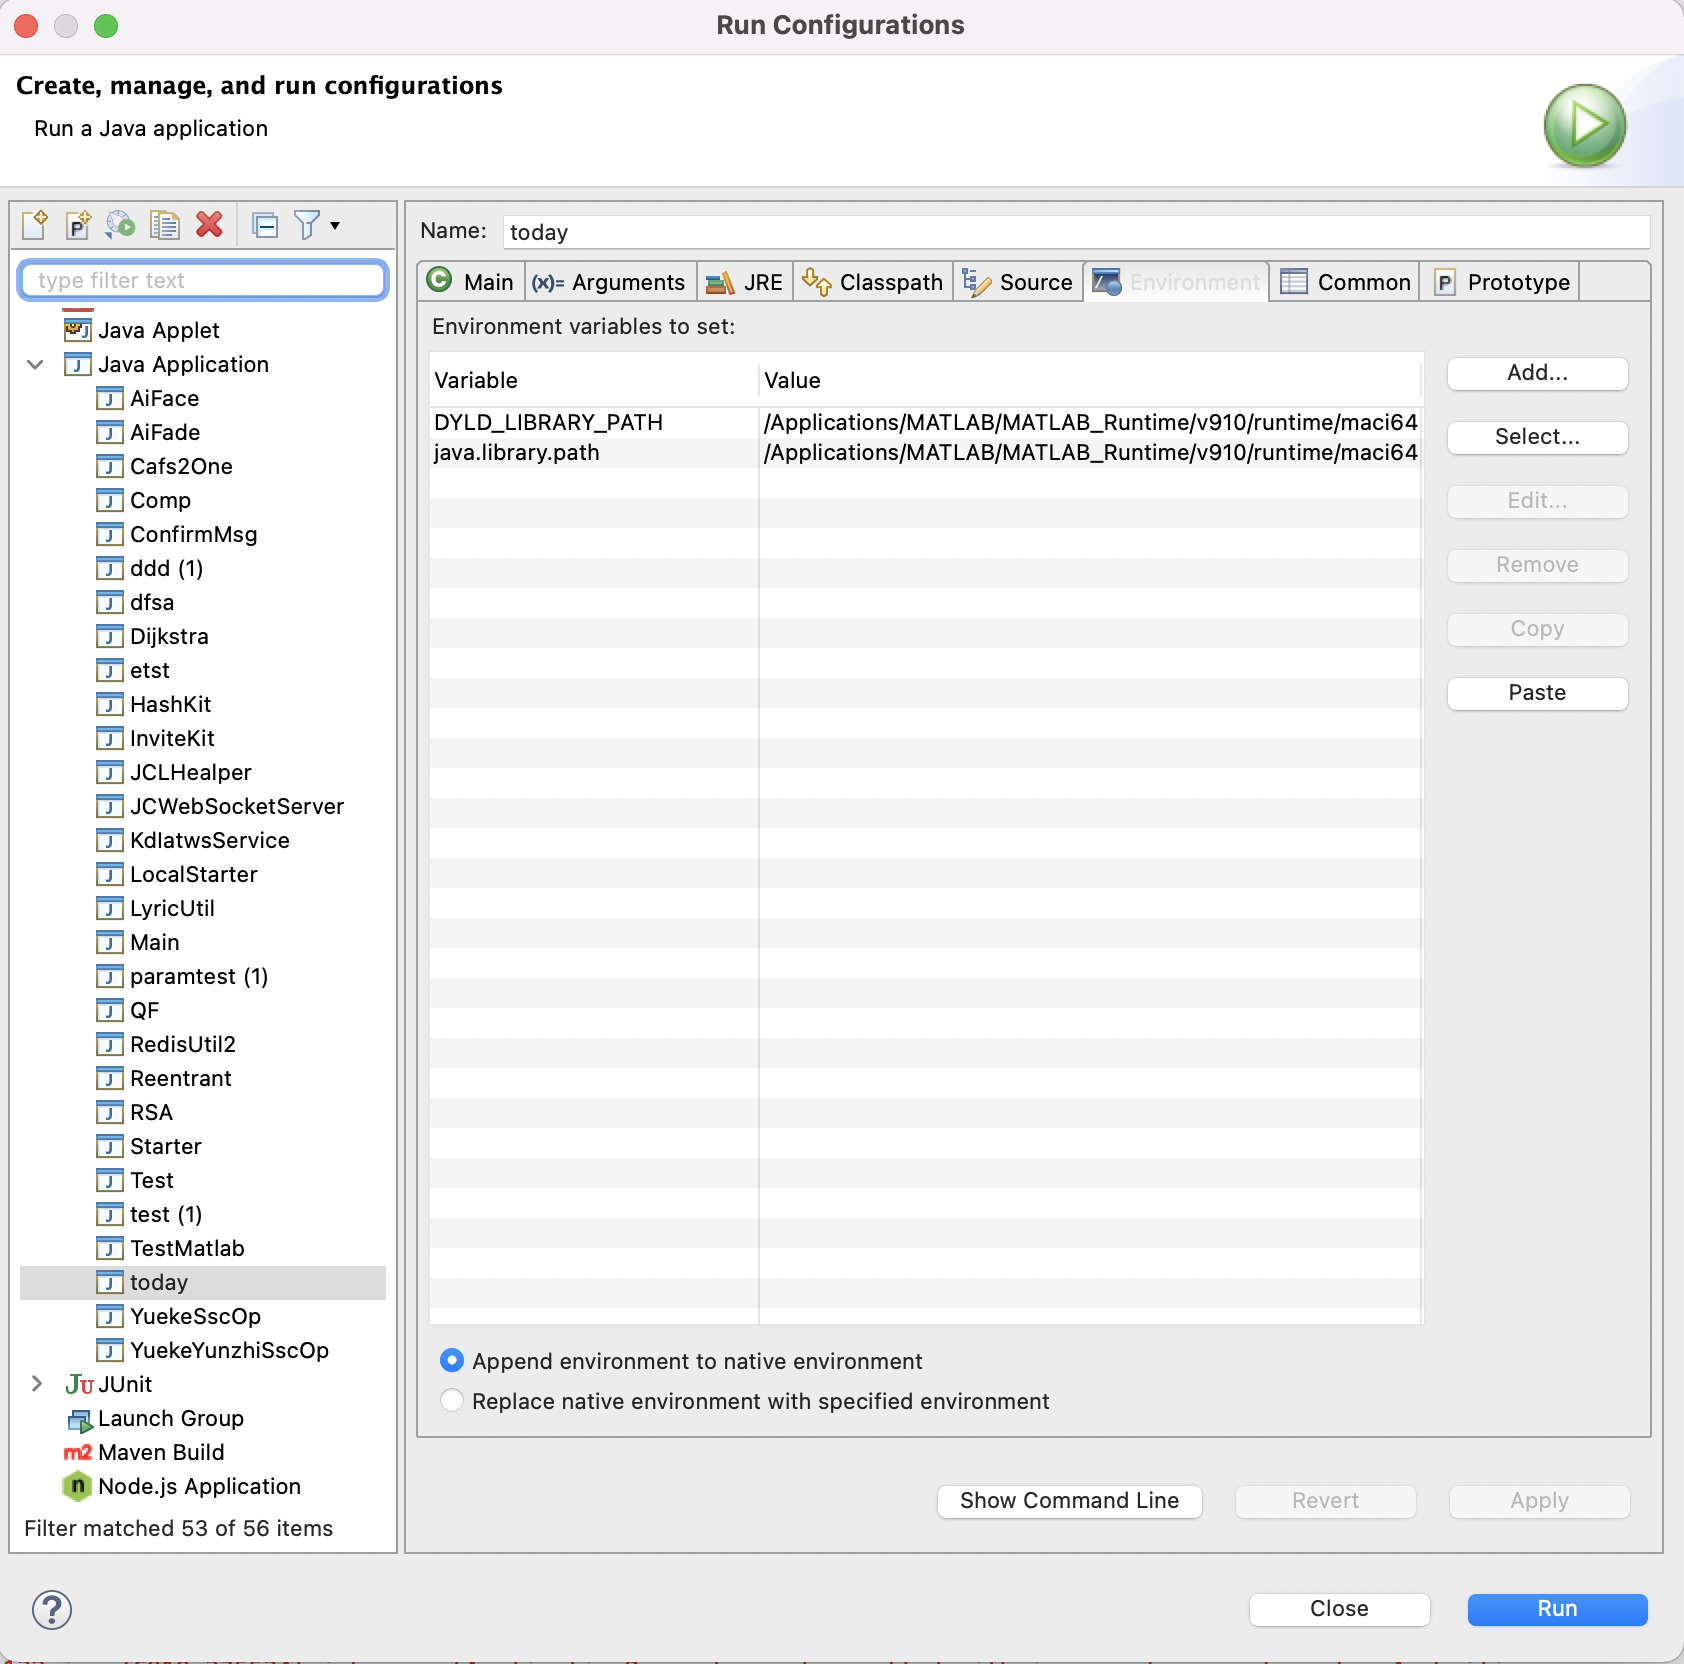 Run Configurations
Create, manage, and run configurations
Run a Java application
type filter text
Java Applet
Java Application
AiFace
AiFade
Cafs2One
Comp
ConfirmMsg
ddd (1)
dfsa
Dijkstra
etst
HashKit
InviteKit
JCLHealper
JCWebSocketServer
KdlatwsService
LocalStarter
LyricUtil
Main
paramtest (1)
QF
RedisUtil2
Reentrant
RSA
Starter
Test
test (1)
TestMatlab
today
YuekeSscOp
YuekeYunzhiSscOp
JUnit
Launch Group
Maven Build
Node.js Application
Filter matched 53 of 56 items
Name: today
Main (x)= Arguments JRE Classpath Source Environment Common Prototype
Environment variables to set:
Variable Value
DYLD_LIBRARY_PATH /Applications/MATLAB/MATLAB_Runtime/v910/runtime/maci64
java.library.path /Applications/MATLAB/MATLAB_Runtime/v910/runtime/maci64
Add...
Select...
Edit...
Remove
Copy
Paste
Append environment to native environment
Replace native environment with specified environment
Show Command Line Revert Apply
Close Run